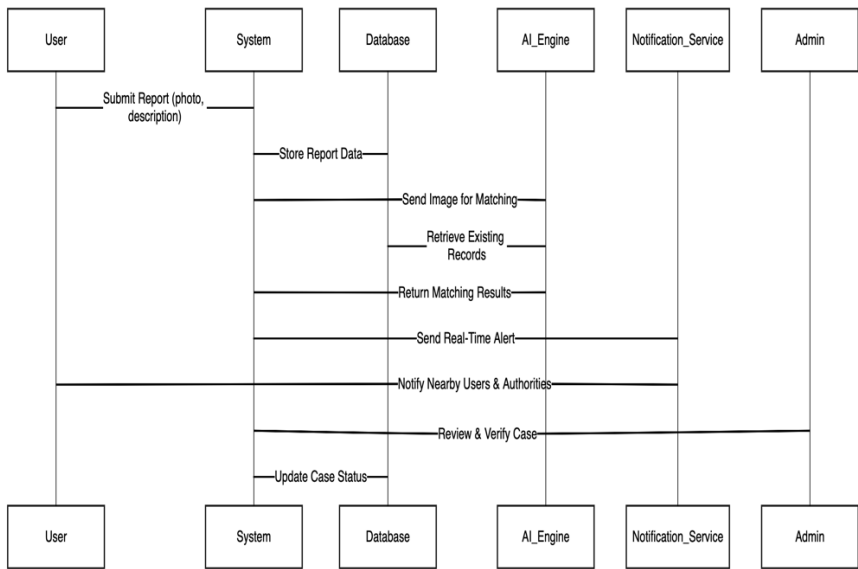 User
System
Database
AI_Engine
Notification_Service
Admin
Submit Report (photo,
description)
Store Report Data
Send Image for Matching
Retrieve Existing
Records
Return Matching Results
Send Real-Time Alert
Notify Nearby Users & Authorities
Review & Verify Case
Update Case Status
User
System
Database
AI_Engine
Notification_Service
Admin